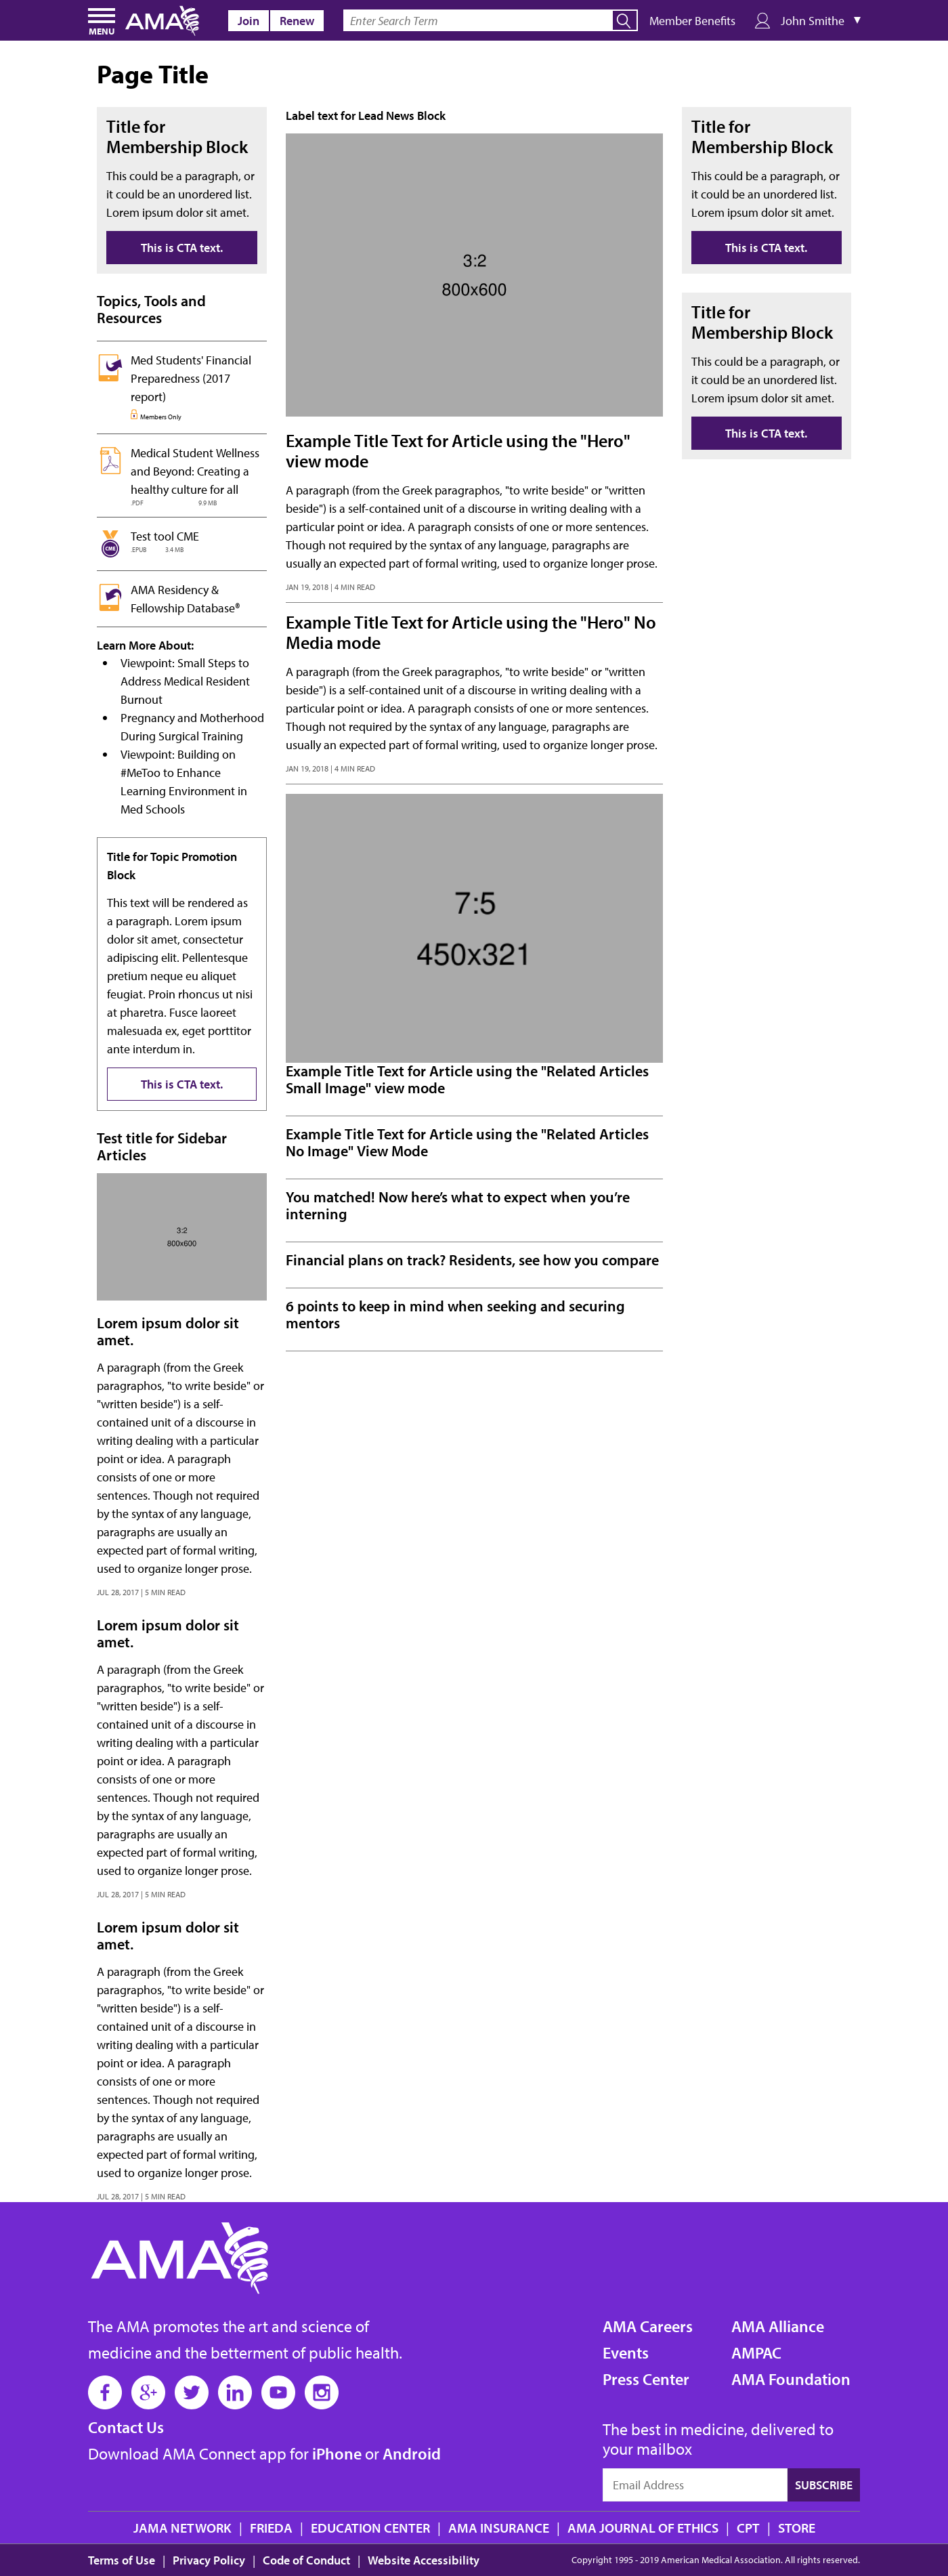 MENU
AMA
Join
Renew
Enter Search Term
Member Benefits
John Smithe
Page Title
Title for
Membership Block
This could be a paragraph, or
it could be an unordered list.
Lorem ipsum dolor sit amet.
This is CTA text.
Topics, Tools and
Resources
Med Students' Financial
Preparedness (2017
report)
Members Only
Medical Student Wellness
and Beyond: Creating a
healthy culture for all
.PDF 9.9 MB
CME
Test tool CME
.EPUB 3.4 MB
AMA Residency &
Fellowship Database®
Learn More About:
Viewpoint: Small Steps to
Address Medical Resident
Burnout
Pregnancy and Motherhood
During Surgical Training
Viewpoint: Building on
#MeToo to Enhance
Learning Environment in
Med Schools
Title for Topic Promotion
Block
This text will be rendered as
a paragraph. Lorem ipsum
dolor sit amet, consectetur
adipiscing elit. Pellentesque
pretium neque eu aliquet
feugiat. Proin rhoncus ut nisi
at pharetra. Fusce laoreet
malesuada ex, eget porttitor
ante interdum in.
This is CTA text.
Test title for Sidebar
Articles
3:2
800x600
Lorem ipsum dolor sit
amet.
A paragraph (from the Greek
paragraphos, "to write beside" or
"written beside") is a self-
contained unit of a discourse in
writing dealing with a particular
point or idea. A paragraph
consists of one or more
sentences. Though not required
by the syntax of any language,
paragraphs are usually an
expected part of formal writing,
used to organize longer prose.
JUL 28, 2017 | 5 MIN READ
Lorem ipsum dolor sit
amet.
A paragraph (from the Greek
paragraphos, "to write beside" or
"written beside") is a self-
contained unit of a discourse in
writing dealing with a particular
point or idea. A paragraph
consists of one or more
sentences. Though not required
by the syntax of any language,
paragraphs are usually an
expected part of formal writing,
used to organize longer prose.
JUL 28, 2017 | 5 MIN READ
Lorem ipsum dolor sit
amet.
A paragraph (from the Greek
paragraphos, "to write beside" or
"written beside") is a self-
contained unit of a discourse in
writing dealing with a particular
point or idea. A paragraph
consists of one or more
sentences. Though not required
by the syntax of any language,
paragraphs are usually an
expected part of formal writing,
used to organize longer prose.
JUL 28, 2017 | 5 MIN READ
Label text for Lead News Block
3:2
800x600
Example Title Text for Article using the "Hero"
view mode
A paragraph (from the Greek paragraphos, "to write beside" or "written
beside") is a self-contained unit of a discourse in writing dealing with a
particular point or idea. A paragraph consists of one or more sentences.
Though not required by the syntax of any language, paragraphs are
usually an expected part of formal writing, used to organize longer prose.
JAN 19, 2018 | 4 MIN READ
Example Title Text for Article using the "Hero" No
Media mode
A paragraph (from the Greek paragraphos, "to write beside" or "written
beside") is a self-contained unit of a discourse in writing dealing with a
particular point or idea. A paragraph consists of one or more sentences.
Though not required by the syntax of any language, paragraphs are
usually an expected part of formal writing, used to organize longer prose.
JAN 19, 2018 | 4 MIN READ
7:5
450x321
Example Title Text for Article using the "Related Articles
Small Image" view mode
Example Title Text for Article using the "Related Articles
No Image" View Mode
You matched! Now here’s what to expect when you’re
interning
Financial plans on track? Residents, see how you compare
6 points to keep in mind when seeking and securing
mentors
Title for
Membership Block
This could be a paragraph, or
it could be an unordered list.
Lorem ipsum dolor sit amet.
This is CTA text.
Title for
Membership Block
This could be a paragraph, or
it could be an unordered list.
Lorem ipsum dolor sit amet.
This is CTA text.
AMA
The AMA promotes the art and science of
medicine and the betterment of public health.
Contact Us
Download AMA Connect app for iPhone or Android
AMA Careers
Events
Press Center
AMA Alliance
AMPAC
AMA Foundation
The best in medicine, delivered to
your mailbox
Email Address
SUBSCRIBE
JAMA NETWORK | FRIEDA | EDUCATION CENTER | AMA INSURANCE | AMA JOURNAL OF ETHICS | CPT | STORE
Terms of Use | Privacy Policy | Code of Conduct | Website Accessibility
Copyright 1995 - 2019 American Medical Association. All rights reserved.